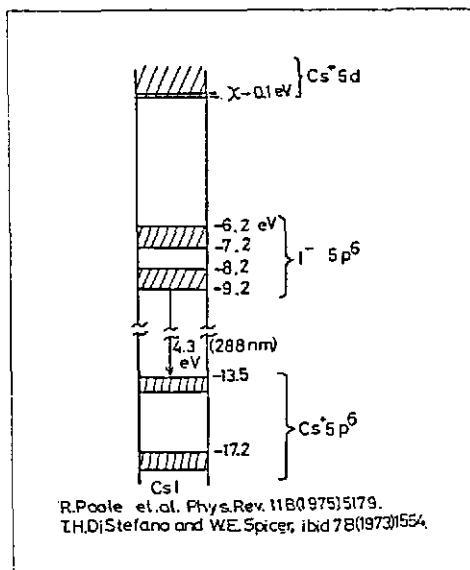 Cs⁺5d
χ~0.1 eV
-6.2 eV
-7.2
I⁻ 5p⁶
-8.2
-9.2
4.3 (288nm)
eV
-13.5
Cs⁺5p⁶
-17.2
CsI
R.Poole et.al. Phys.Rev. 11B(1975)5179.
T.H.DiStefano and W.E.Spicer, ibid 7B(1973)1554.